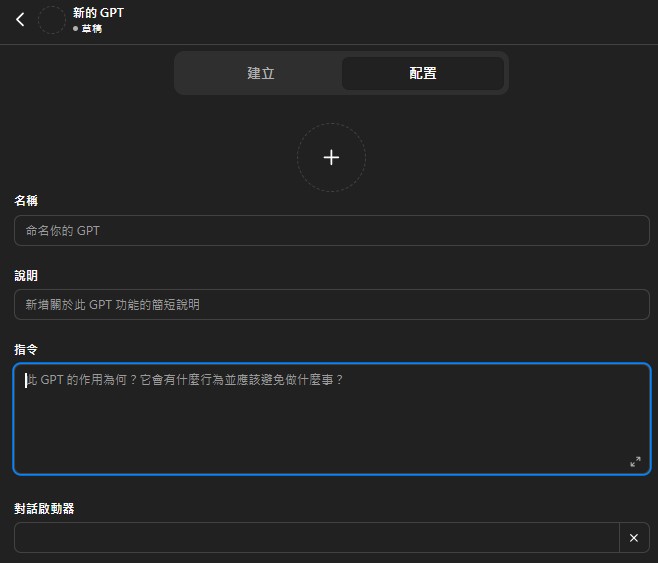 新的 GPT
草稿
建立
配置
名稱
命名你的 GPT
說明
新增關於此 GPT 功能的簡短說明
指令
此 GPT 的作用為何？它會有什麼行為並應該避免做什麼事？
對話啟動器